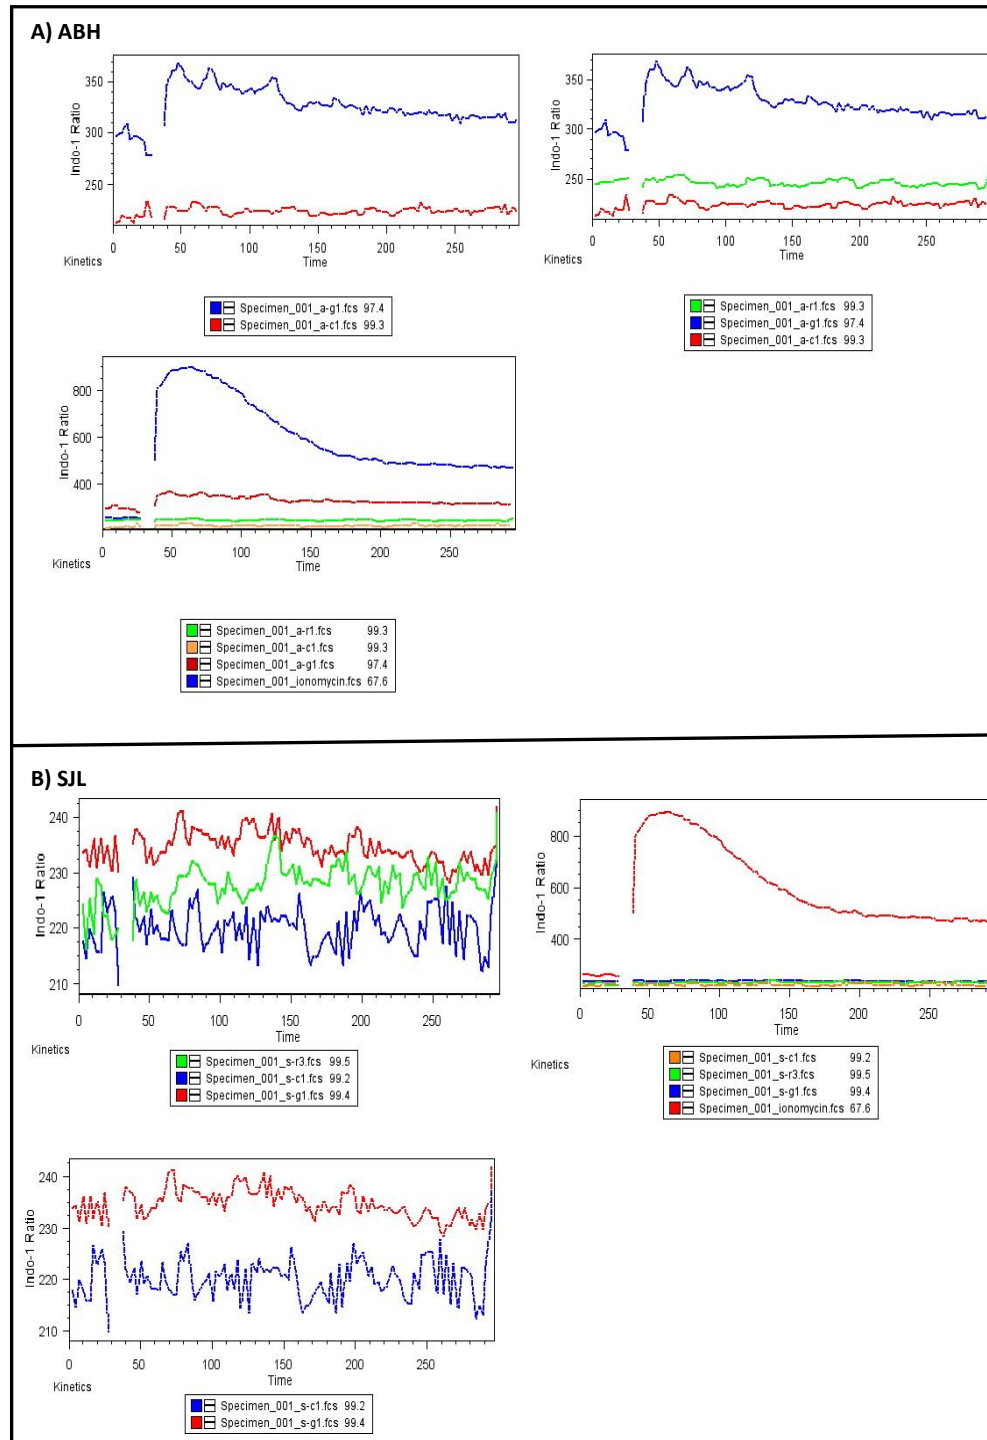 A) ABH
350
300
250
Indo-1 Ratio
0 50 100 150 200 250
Time
Kinetics
Specimen_001_a-g1.fcs 97.4
Specimen_001_a-c1.fcs 99.3
350
300
250
Indo-1 Ratio
0 50 100 150 200 250
Time
Kinetics
Specimen_001_a-r1.fcs 99.3
Specimen_001_a-g1.fcs 97.4
Specimen_001_a-c1.fcs 99.3
800
600
400
Indo-1 Ratio
0 50 100 150 200 250
Time
Kinetics
Specimen_001_a-r1.fcs 99.3
Specimen_001_a-c1.fcs 99.3
Specimen_001_a-g1.fcs 97.4
Specimen_001_ionomycin.fcs 67.6
B) SJL
240
230
220
210
Indo-1 Ratio
0 50 100 150 200 250
Time
Kinetics
Specimen_001_s-r3.fcs 99.5
Specimen_001_s-c1.fcs 99.2
Specimen_001_s-g1.fcs 99.4
800
600
400
Indo-1 Ratio
0 50 100 150 200 250
Time
Kinetics
Specimen_001_s-c1.fcs 99.2
Specimen_001_s-r3.fcs 99.5
Specimen_001_s-g1.fcs 99.4
Specimen_001_ionomycin.fcs 67.6
240
230
220
210
Indo-1 Ratio
0 50 100 150 200 250
Time
Kinetics
Specimen_001_s-c1.fcs 99.2
Specimen_001_s-g1.fcs 99.4